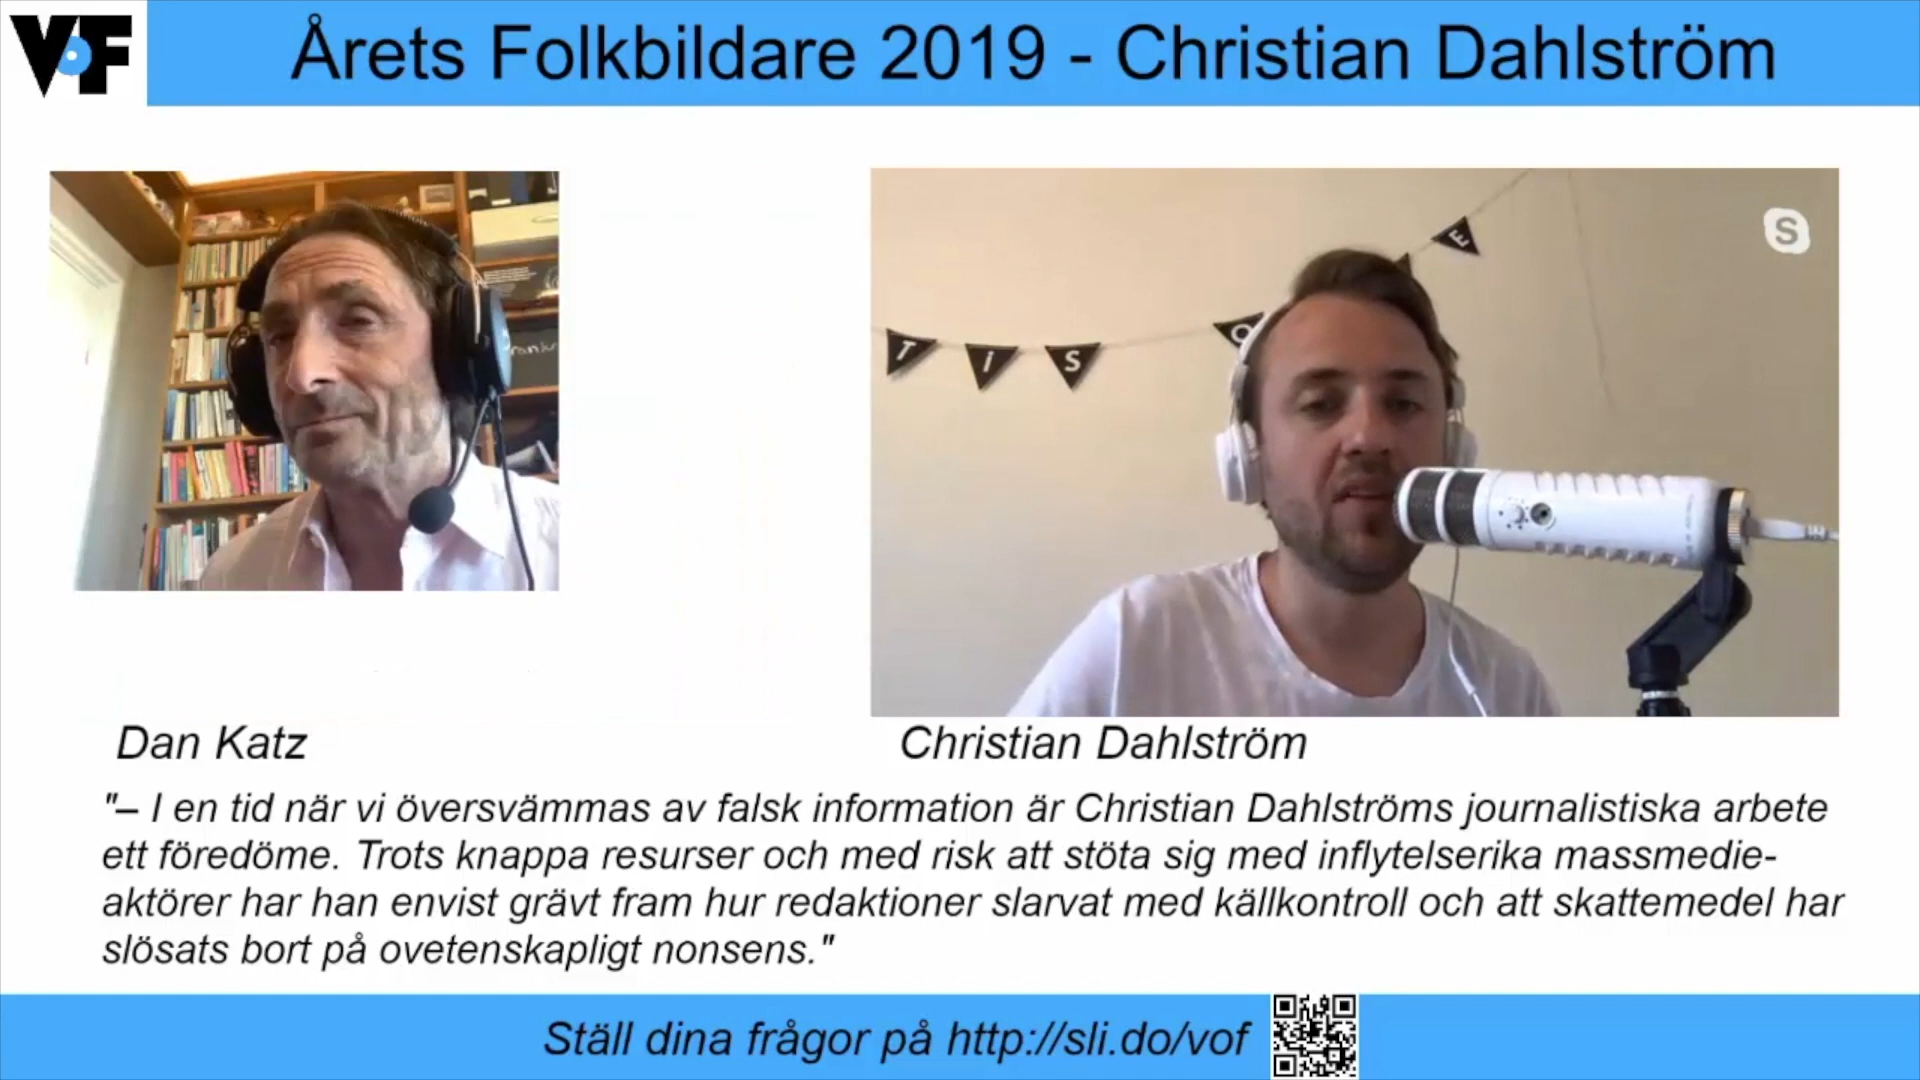 VoF
Årets Folkbildare 2019 - Christian Dahlström
T I S O E
S
Dan Katz
Christian Dahlström
"– I en tid när vi översvämmas av falsk information är Christian Dahlströms journalistiska arbete
ett föredöme. Trots knappa resurser och med risk att stöta sig med inflytelserika massmedie-
aktörer har han envist grävt fram hur redaktioner slarvat med källkontroll och att skattemedel har
slösats bort på ovetenskapligt nonsens."
Ställ dina frågor på http://sli.do/vof